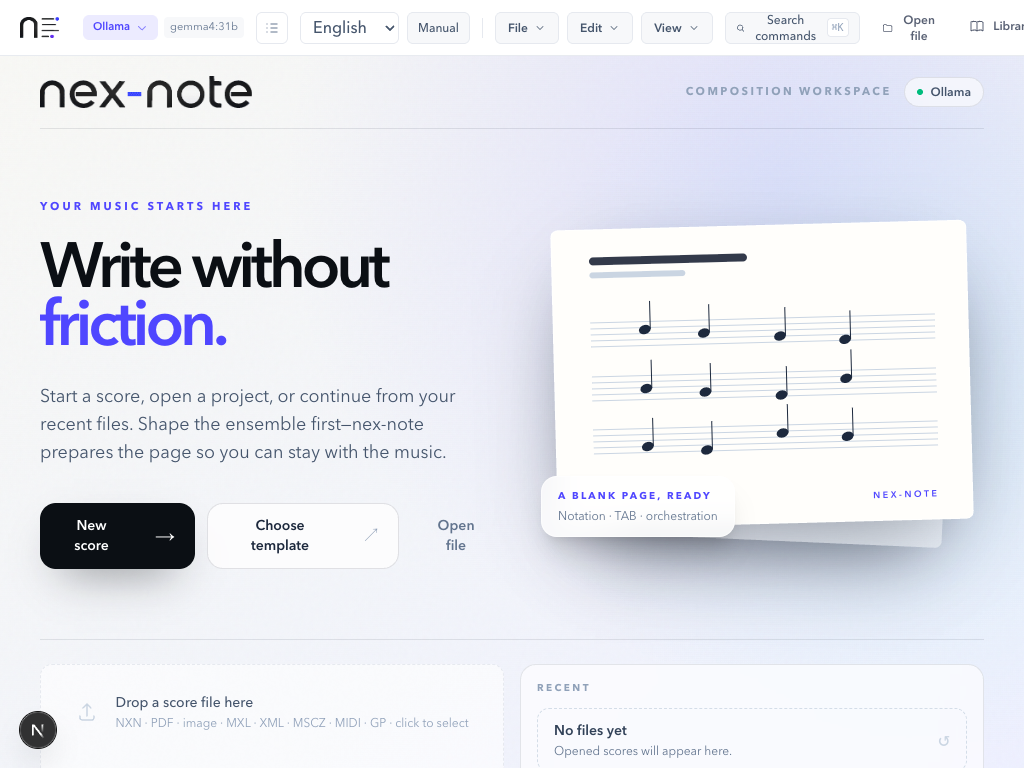 Ollama
gemma4:31b
English
Manual
File
Edit
View
Search
commands
⌘K
Open
file
nex-note
COMPOSITION WORKSPACE
Ollama
YOUR MUSIC STARTS HERE
Write without
friction.
Start a score, open a project, or continue from your
recent files. Shape the ensemble first—nex-note
prepares the page so you can stay with the music.
New
score
→
Choose
template
↗
Open
file
A BLANK PAGE, READY
Notation · TAB · orchestration
NEX-NOTE
Drop a score file here
NXN · PDF · image · MXL · XML · MSCZ · MIDI · GP · click to select
RECENT
No files yet
Opened scores will appear here.
↺
N